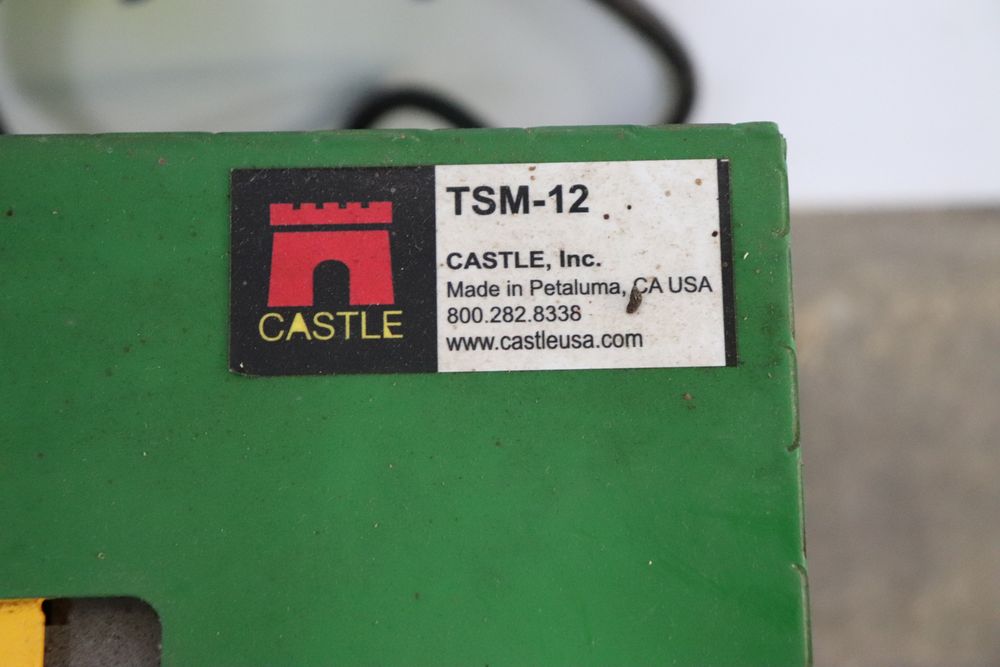 CASTLE
TSM-12
CASTLE, Inc.
Made in Petaluma, CA USA
800.282.8338
www.castleusa.com